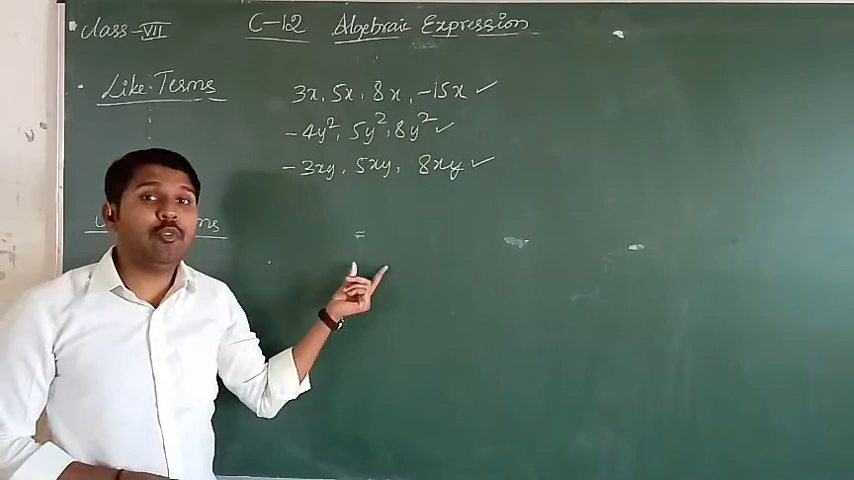 Class-VII C-12 Algebraic Expression
Like Terms 3x, 5x, 8x, -15x ✓
-4y², 5y², 8y² ✓
-3xy, 5xy, 8xy ✓